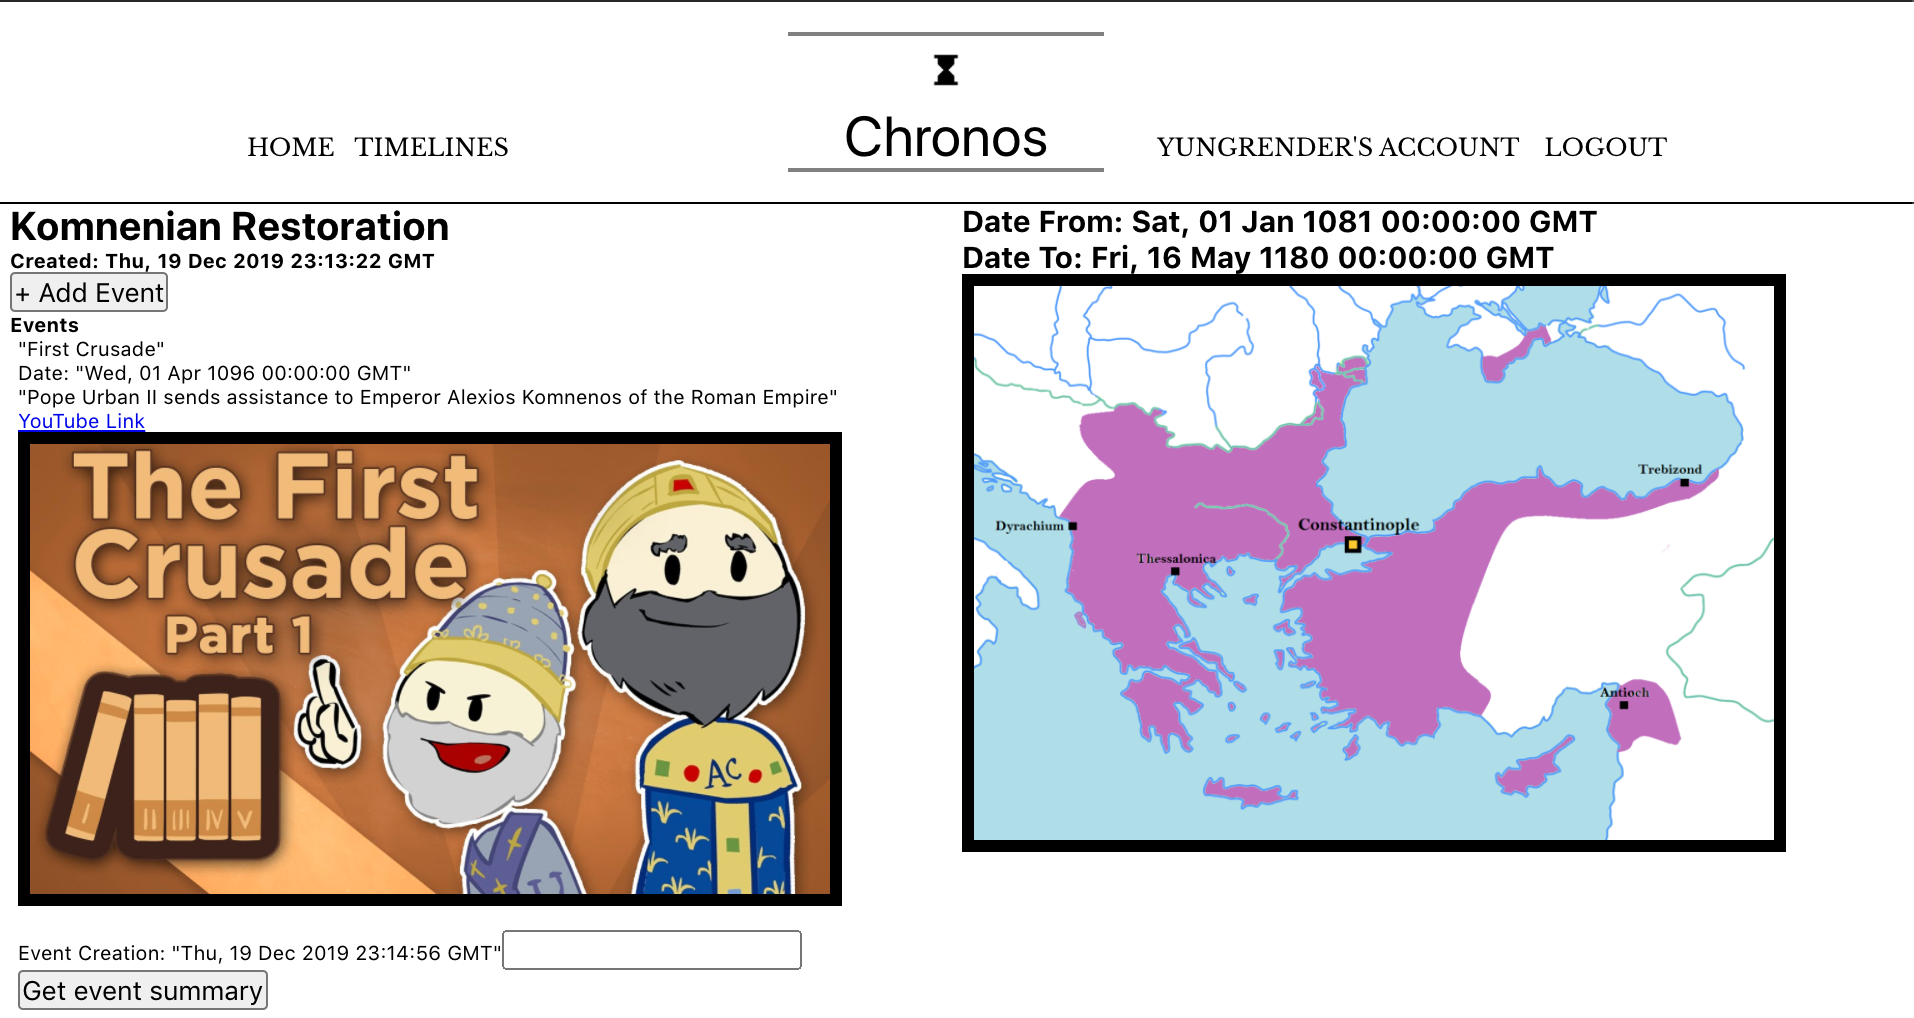 Chronos
HOME TIMELINES
YUNGRENDER'S ACCOUNT LOGOUT
Komnenian Restoration
Created: Thu, 19 Dec 2019 23:13:22 GMT
+ Add Event
Events
"First Crusade"
Date: "Wed, 01 Apr 1096 00:00:00 GMT"
"Pope Urban II sends assistance to Emperor Alexios Komnenos of the Roman Empire"
YouTube Link
The First
Crusade
Part 1
I II III IV V
AC
U
Event Creation: "Thu, 19 Dec 2019 23:14:56 GMT"
Get event summary
Date From: Sat, 01 Jan 1081 00:00:00 GMT
Date To: Fri, 16 May 1180 00:00:00 GMT
Trebizond
Constantinople
Dyrachium
Thessalonica
Antioch